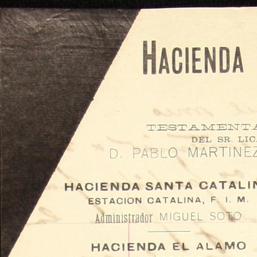 HACIENDA
TESTAMENTA
DEL SR. LIC.
D. PABLO MARTINEZ
HACIENDA SANTA CATALIN
ESTACION CATALINA, F. I. M.
Administrador MIGUEL SOTO
HACIENDA EL ALAMO